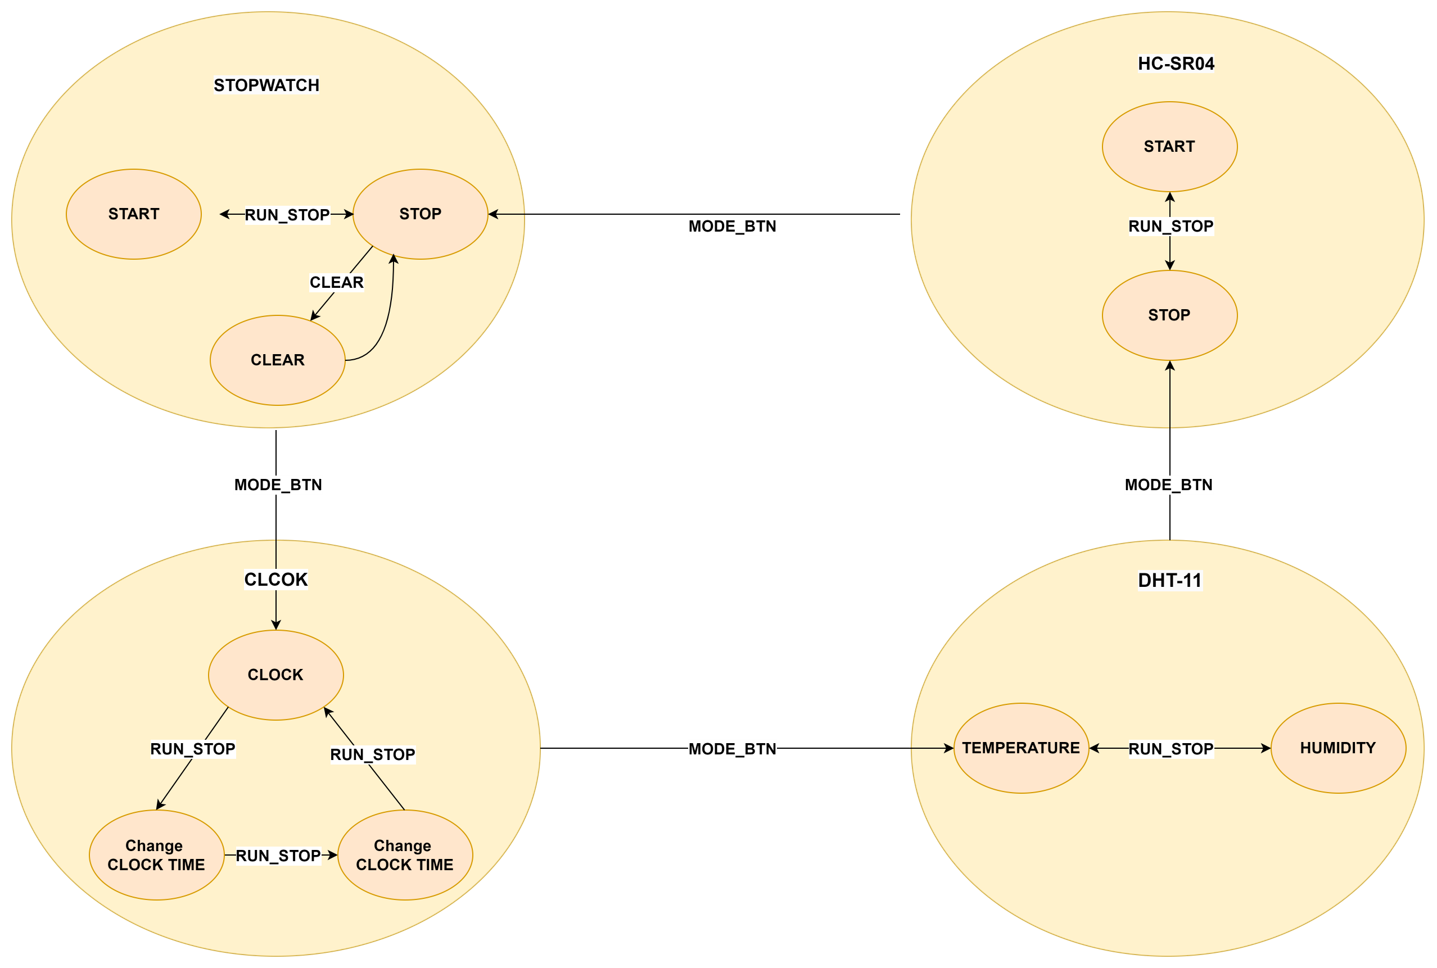 STOPWATCH
START
RUN_STOP
STOP
CLEAR
CLEAR
MODE_BTN
HC-SR04
START
RUN_STOP
STOP
MODE_BTN
MODE_BTN
CLCOK
CLOCK
RUN_STOP
RUN_STOP
Change
CLOCK TIME
RUN_STOP
Change
CLOCK TIME
MODE_BTN
DHT-11
TEMPERATURE
RUN_STOP
HUMIDITY